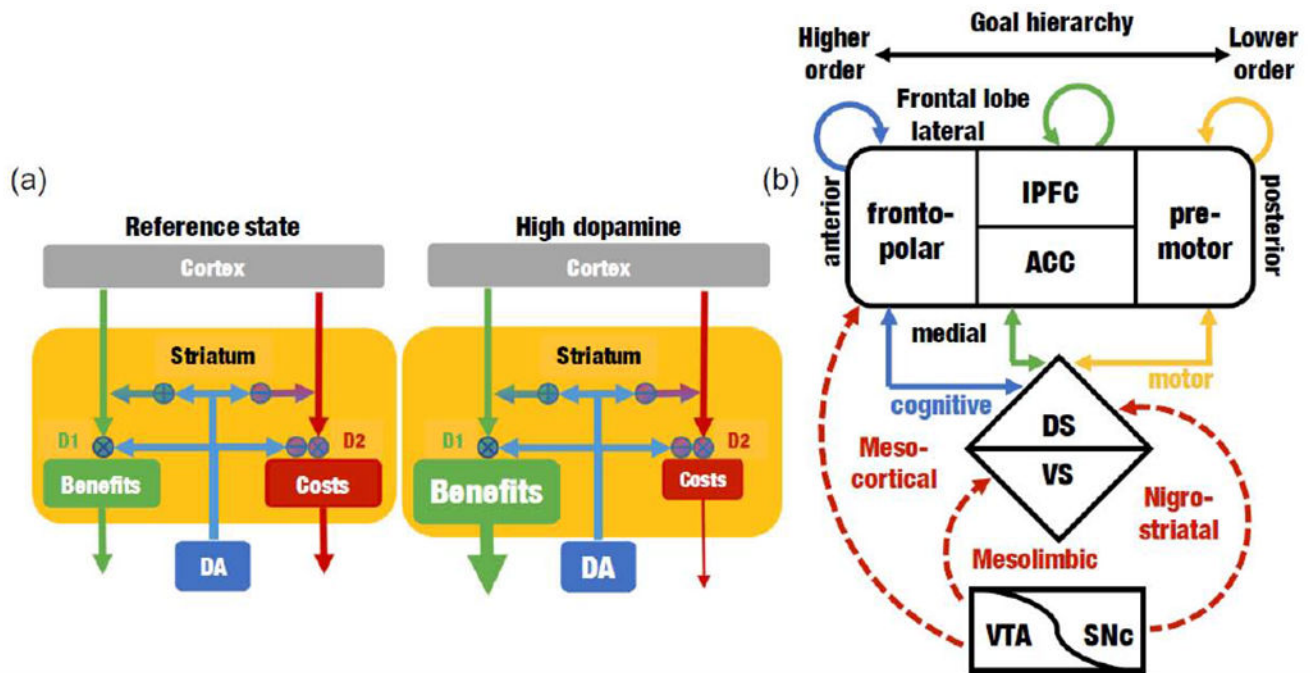 (a)
Reference state
Cortex
Striatum
D1
D2
Benefits
Costs
DA
High dopamine
Cortex
Striatum
D1
D2
Benefits
Costs
DA
(b)
Goal hierarchy
Higher
order
Lower
order
Frontal lobe
lateral
anterior
posterior
fronto-
polar
lPFC
ACC
pre-
motor
medial
cognitive
motor
DS
VS
Meso-
cortical
Mesolimbic
Nigro-
striatal
VTA
SNc